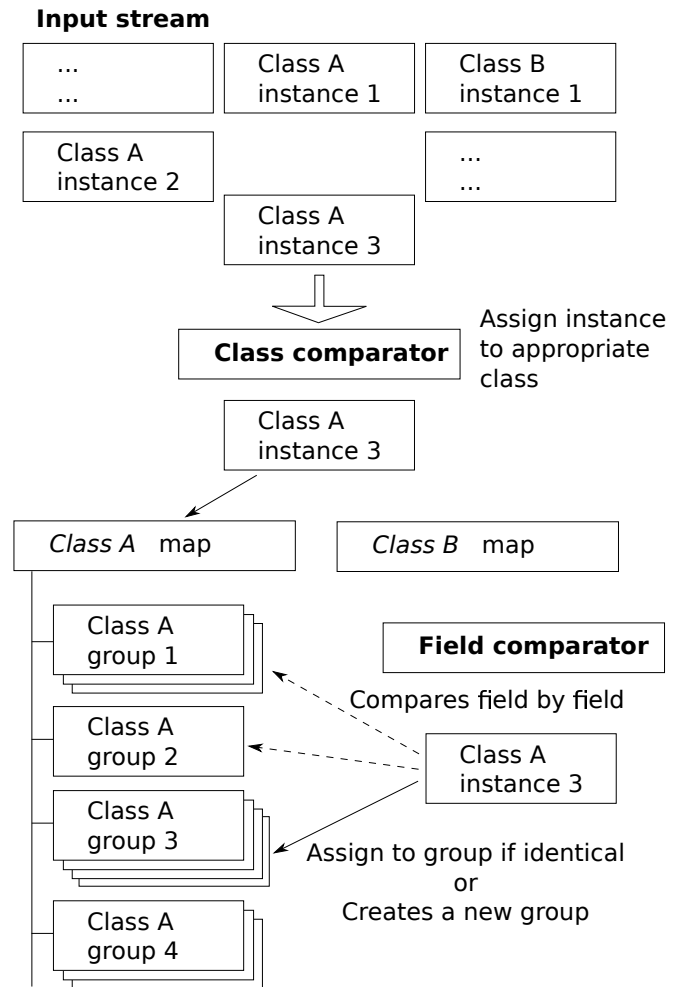 Input stream
...
...
Class A
instance 1
Class B
instance 1
Class A
instance 2
...
...
Class A
instance 3
Class comparator
Assign instance
to appropriate
class
Class A
instance 3
Class A map
Class B map
Class A
group 1
Field comparator
Compares field by field
Class A
group 2
Class A
instance 3
Class A
group 3
Assign to group if identical
or
Creates a new group
Class A
group 4